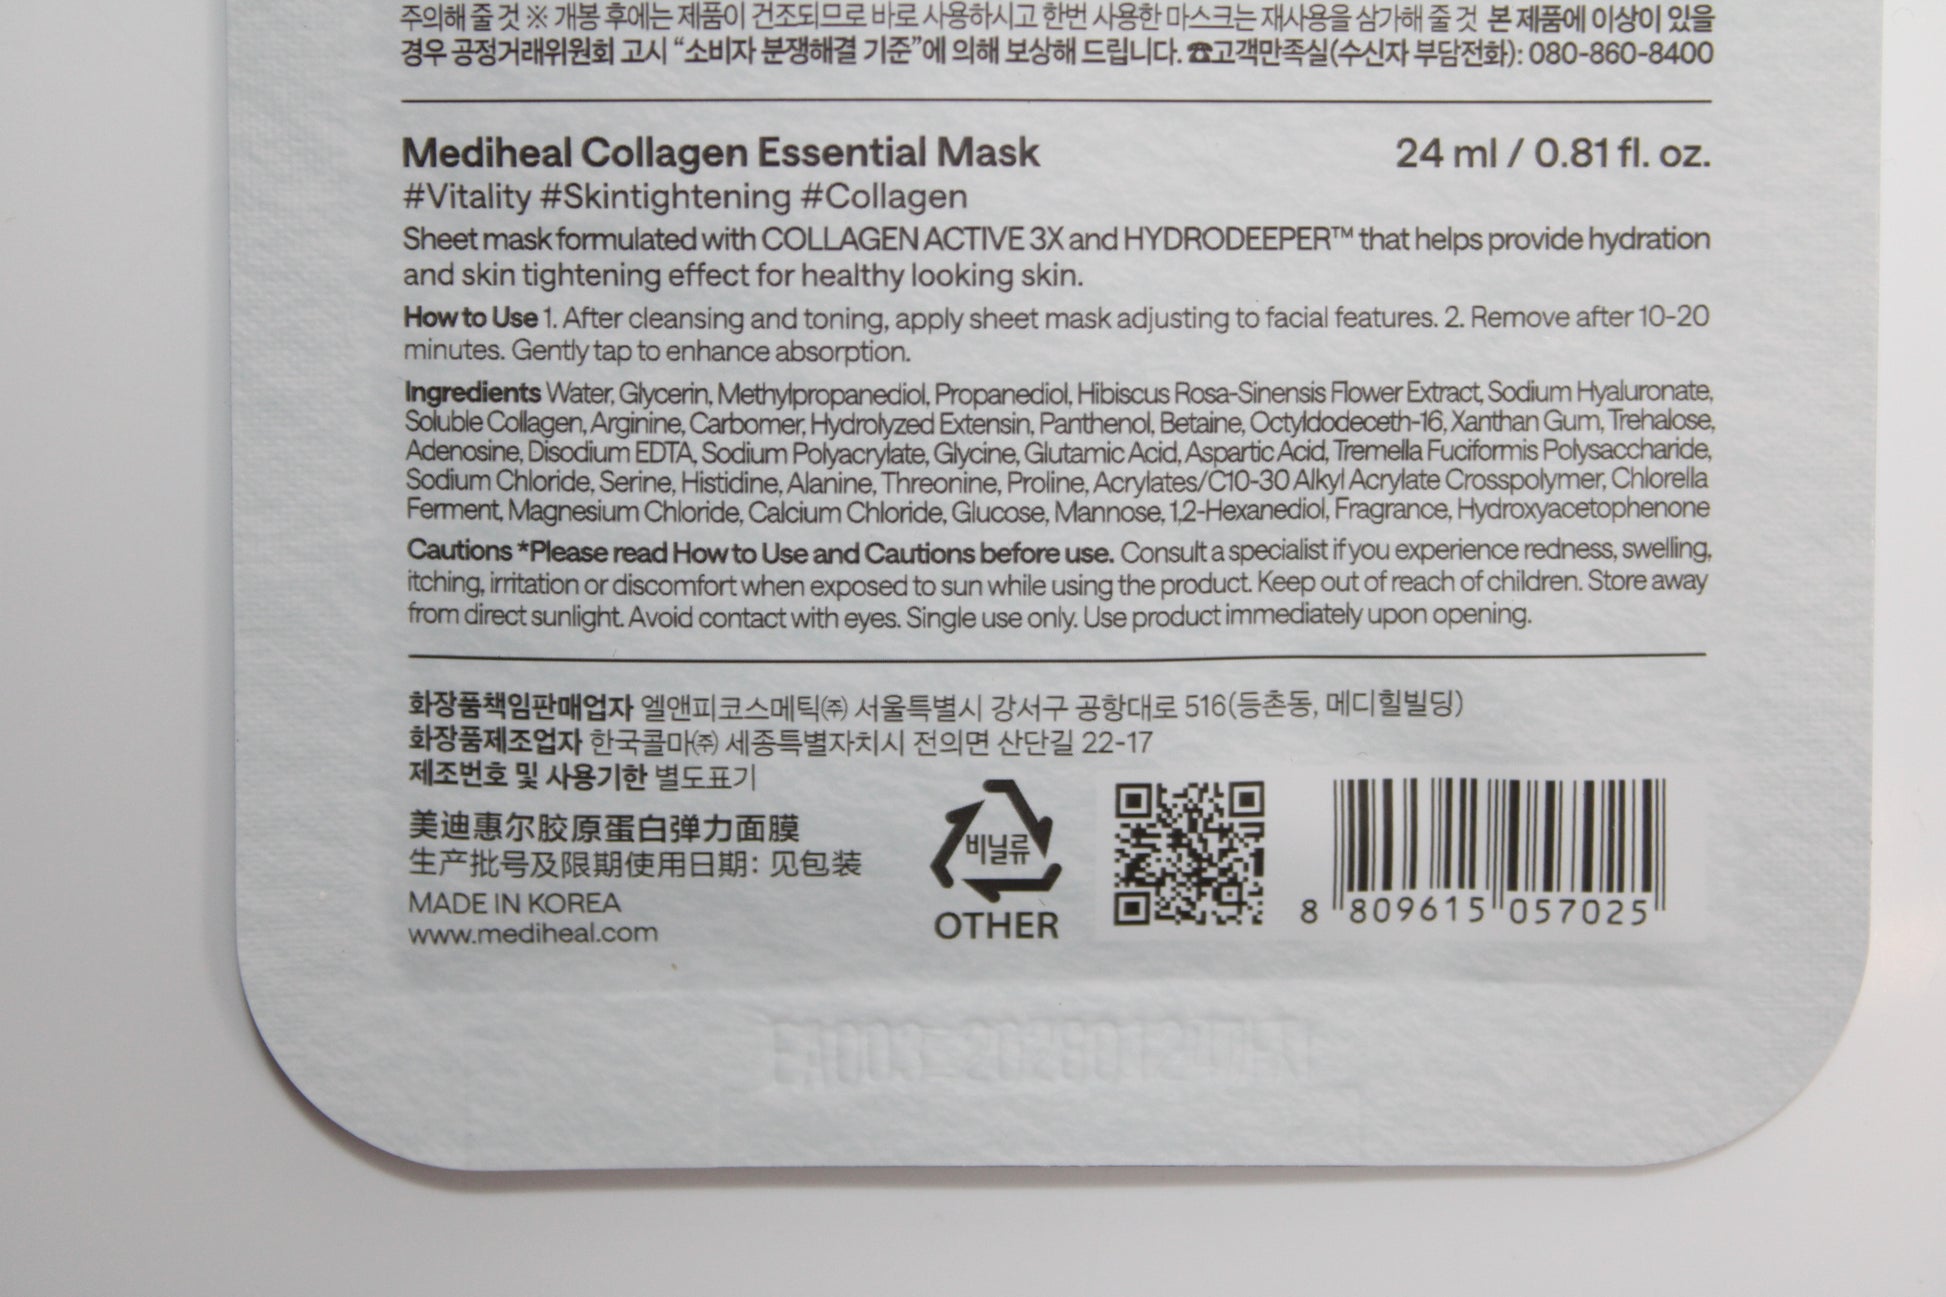 주의해 줄 것 ※ 개봉 후에는 제품이 건조되므로 바로 사용하시고 한번 사용한 마스크는 재사용을 삼가해 줄 것 본 제품에 이상이 있을
경우 공정거래위원회 고시 “소비자 분쟁해결 기준”에 의해 보상해 드립니다. ☎고객만족실(수신자 부담전화): 080-860-8400
Mediheal Collagen Essential Mask 24 ml / 0.81 fl. oz.
#Vitality #Skintightening #Collagen
Sheet mask formulated with COLLAGEN ACTIVE 3X and HYDRODEEPER™ that helps provide hydration
and skin tightening effect for healthy looking skin.
How to Use 1. After cleansing and toning, apply sheet mask adjusting to facial features. 2. Remove after 10-20
minutes. Gently tap to enhance absorption.
Ingredients Water, Glycerin, Methylpropanediol, Propanediol, Hibiscus Rosa-Sinensis Flower Extract, Sodium Hyaluronate,
Soluble Collagen, Arginine, Carbomer, Hydrolyzed Extensin, Panthenol, Betaine, Octyldodeceth-16, Xanthan Gum, Trehalose,
Adenosine, Disodium EDTA, Sodium Polyacrylate, Glycine, Glutamic Acid, Aspartic Acid, Tremella Fuciformis Polysaccharide,
Sodium Chloride, Serine, Histidine, Alanine, Threonine, Proline, Acrylates/C10-30 Alkyl Acrylate Crosspolymer, Chlorella
Ferment, Magnesium Chloride, Calcium Chloride, Glucose, Mannose, 1,2-Hexanediol, Fragrance, Hydroxyacetophenone
Cautions *Please read How to Use and Cautions before use. Consult a specialist if you experience redness, swelling,
itching, irritation or discomfort when exposed to sun while using the product. Keep out of reach of children. Store away
from direct sunlight. Avoid contact with eyes. Single use only. Use product immediately upon opening.
화장품책임판매업자 엘앤피코스메틱㈜ 서울특별시 강서구 공항대로 516(등촌동, 메디힐빌딩)
화장품제조업자 한국콜마㈜ 세종특별자치시 전의면 산단길 22-17
제조번호 및 사용기한 별도표기
美迪惠尔胶原蛋白弹力面膜
生产批号及限期使用日期: 见包装
MADE IN KOREA
www.mediheal.com
비닐류
OTHER
8 809615 057025